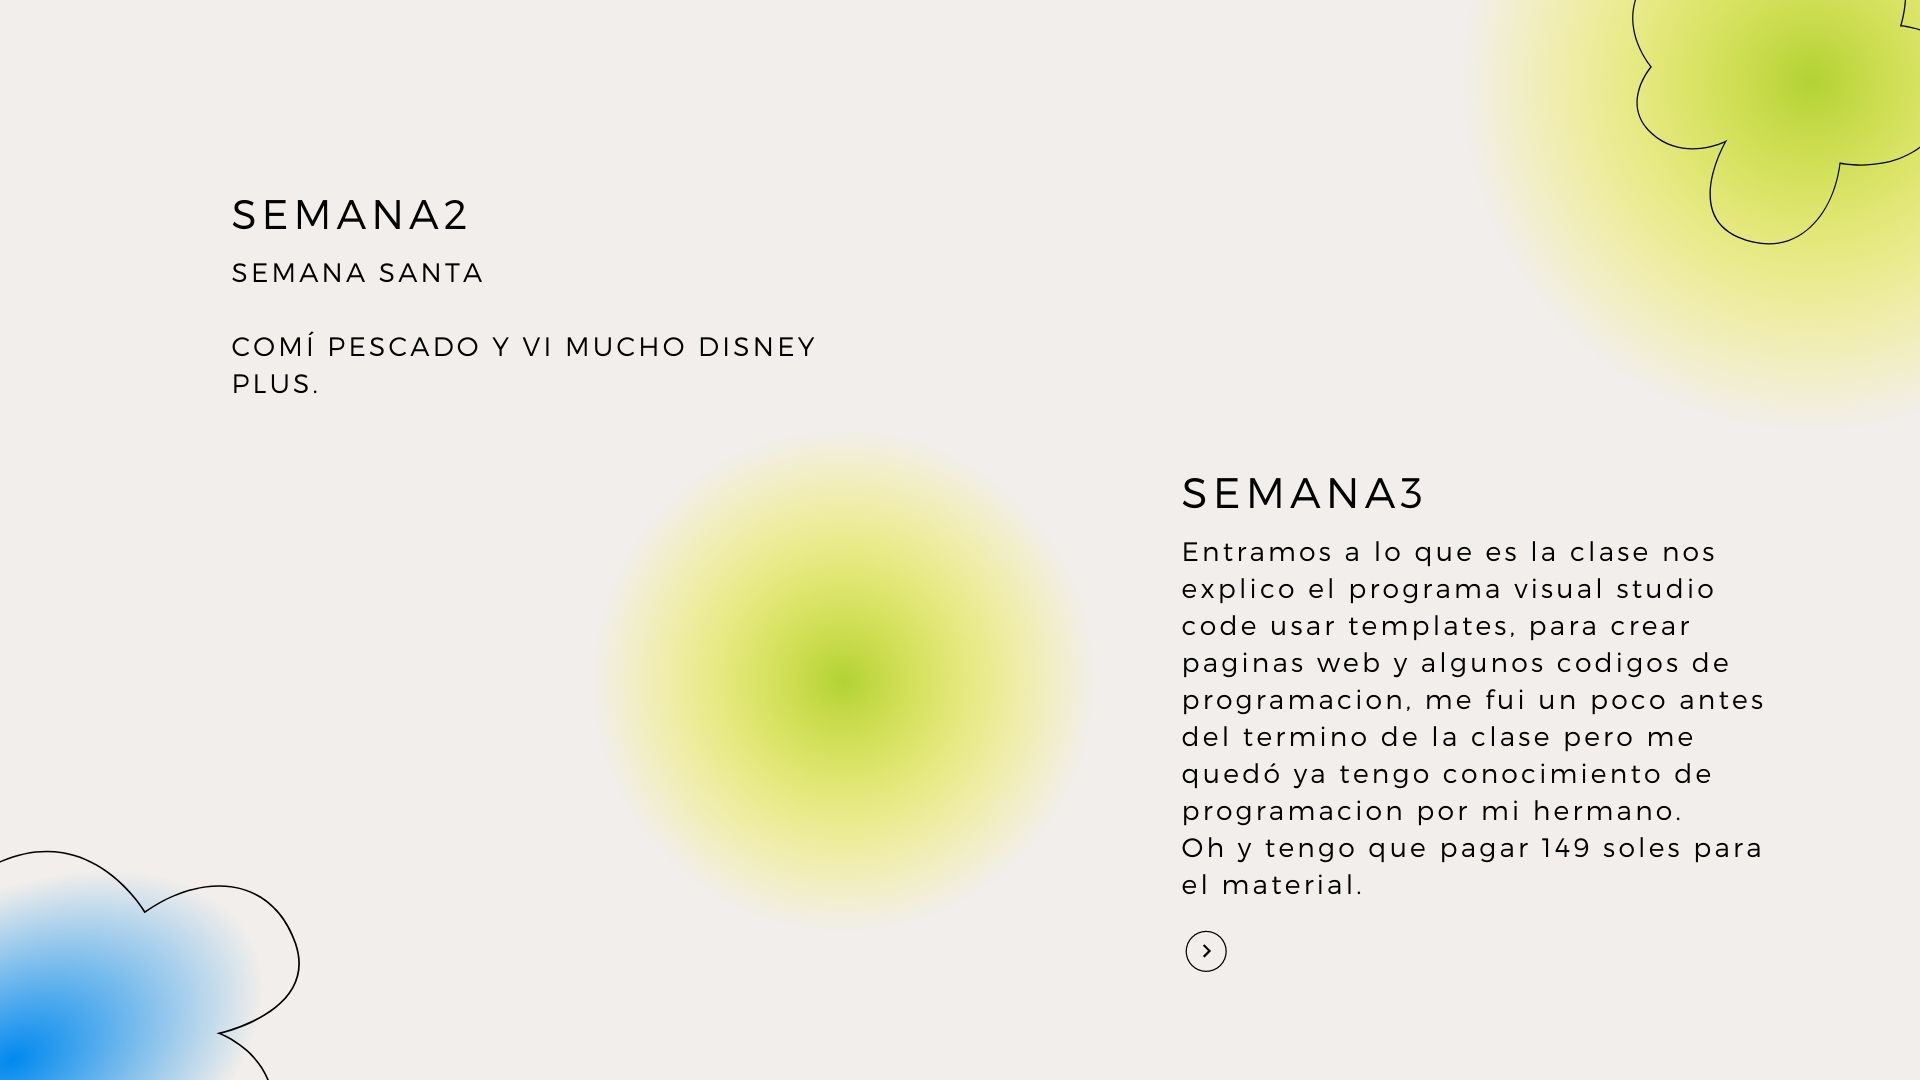 SEMANA2
SEMANA SANTA
COMÍ PESCADO Y VI MUCHO DISNEY
PLUS.
SEMANA3
Entramos a lo que es la clase nos
explico el programa visual studio
code usar templates, para crear
paginas web y algunos codigos de
programacion, me fui un poco antes
del termino de la clase pero me
quedó ya tengo conocimiento de
programacion por mi hermano.
Oh y tengo que pagar 149 soles para
el material.